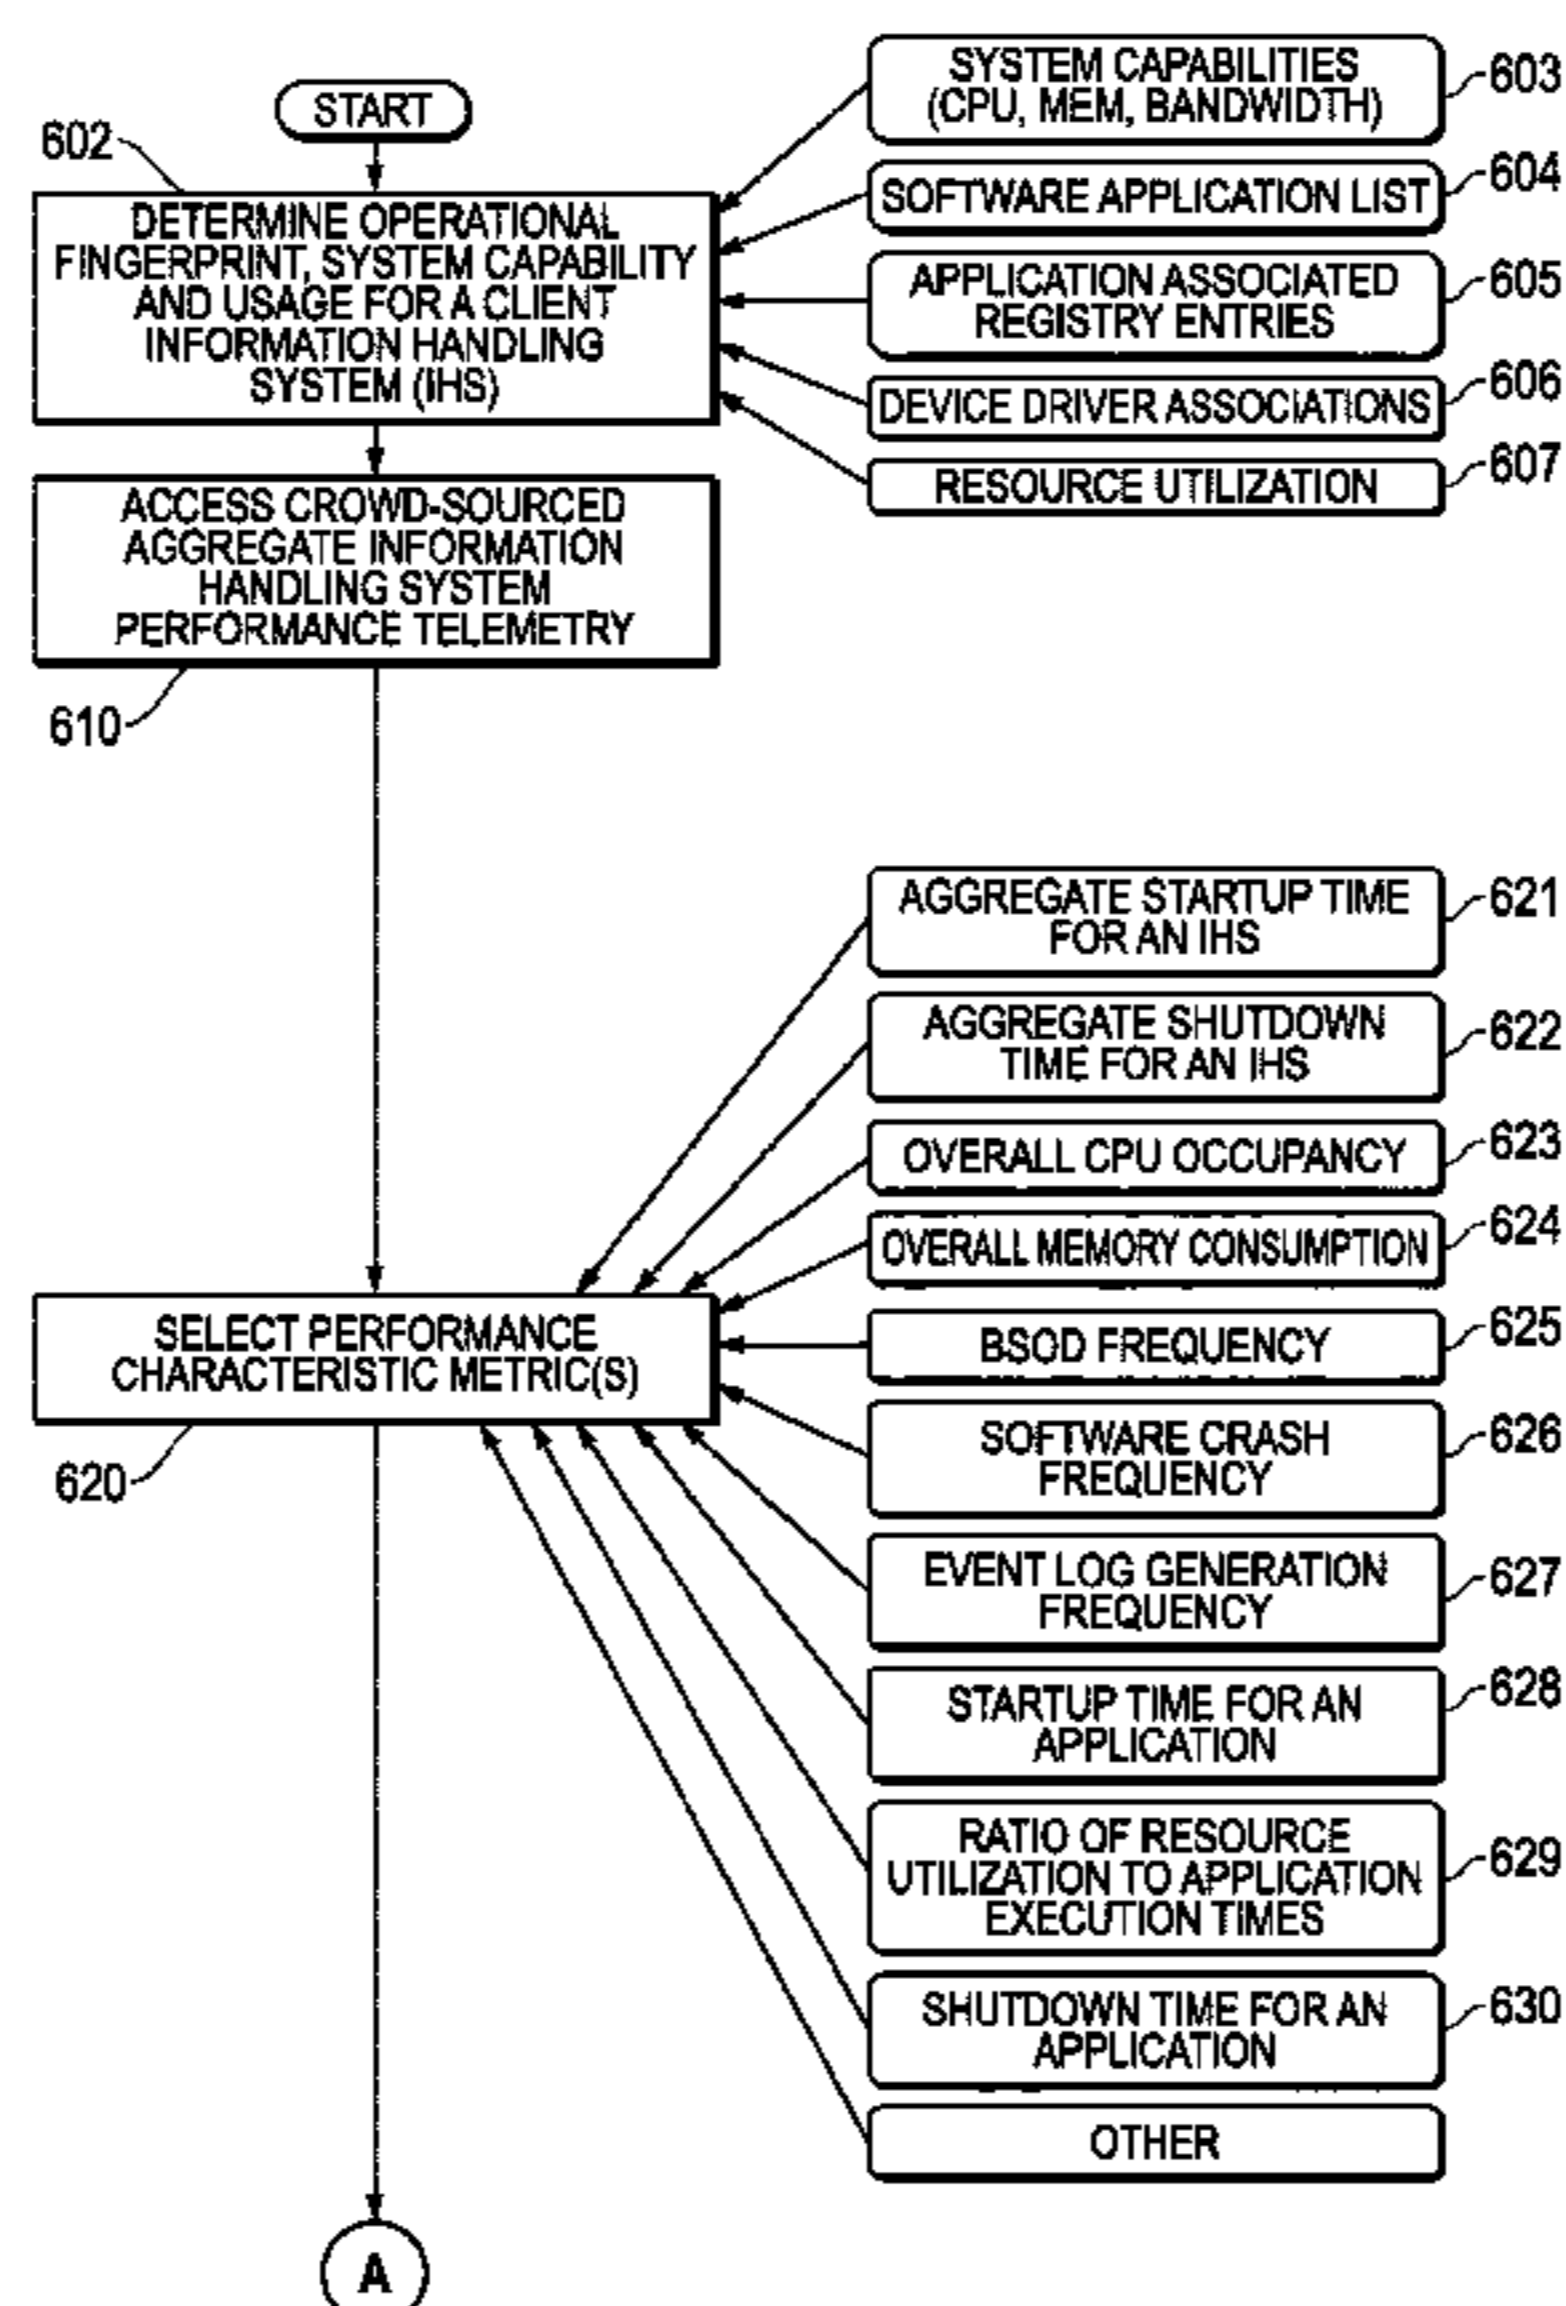 START
602
DETERMINE OPERATIONAL
FINGERPRINT, SYSTEM CAPABILITY
AND USAGE FOR A CLIENT
INFORMATION HANDLING
SYSTEM (IHS)
SYSTEM CAPABILITIES
(CPU, MEM, BANDWIDTH)
603
SOFTWARE APPLICATION LIST
604
APPLICATION ASSOCIATED
REGISTRY ENTRIES
605
DEVICE DRIVER ASSOCIATIONS
606
RESOURCE UTILIZATION
607
ACCESS CROWD-SOURCED
AGGREGATE INFORMATION
HANDLING SYSTEM
PERFORMANCE TELEMETRY
610
AGGREGATE STARTUP TIME
FOR AN IHS
621
AGGREGATE SHUTDOWN
TIME FOR AN IHS
622
OVERALL CPU OCCUPANCY
623
OVERALL MEMORY CONSUMPTION
624
SELECT PERFORMANCE
CHARACTERISTIC METRIC(S)
620
BSOD FREQUENCY
625
SOFTWARE CRASH
FREQUENCY
626
EVENT LOG GENERATION
FREQUENCY
627
STARTUP TIME FOR AN
APPLICATION
628
RATIO OF RESOURCE
UTILIZATION TO APPLICATION
EXECUTION TIMES
629
SHUTDOWN TIME FOR AN
APPLICATION
630
OTHER
A